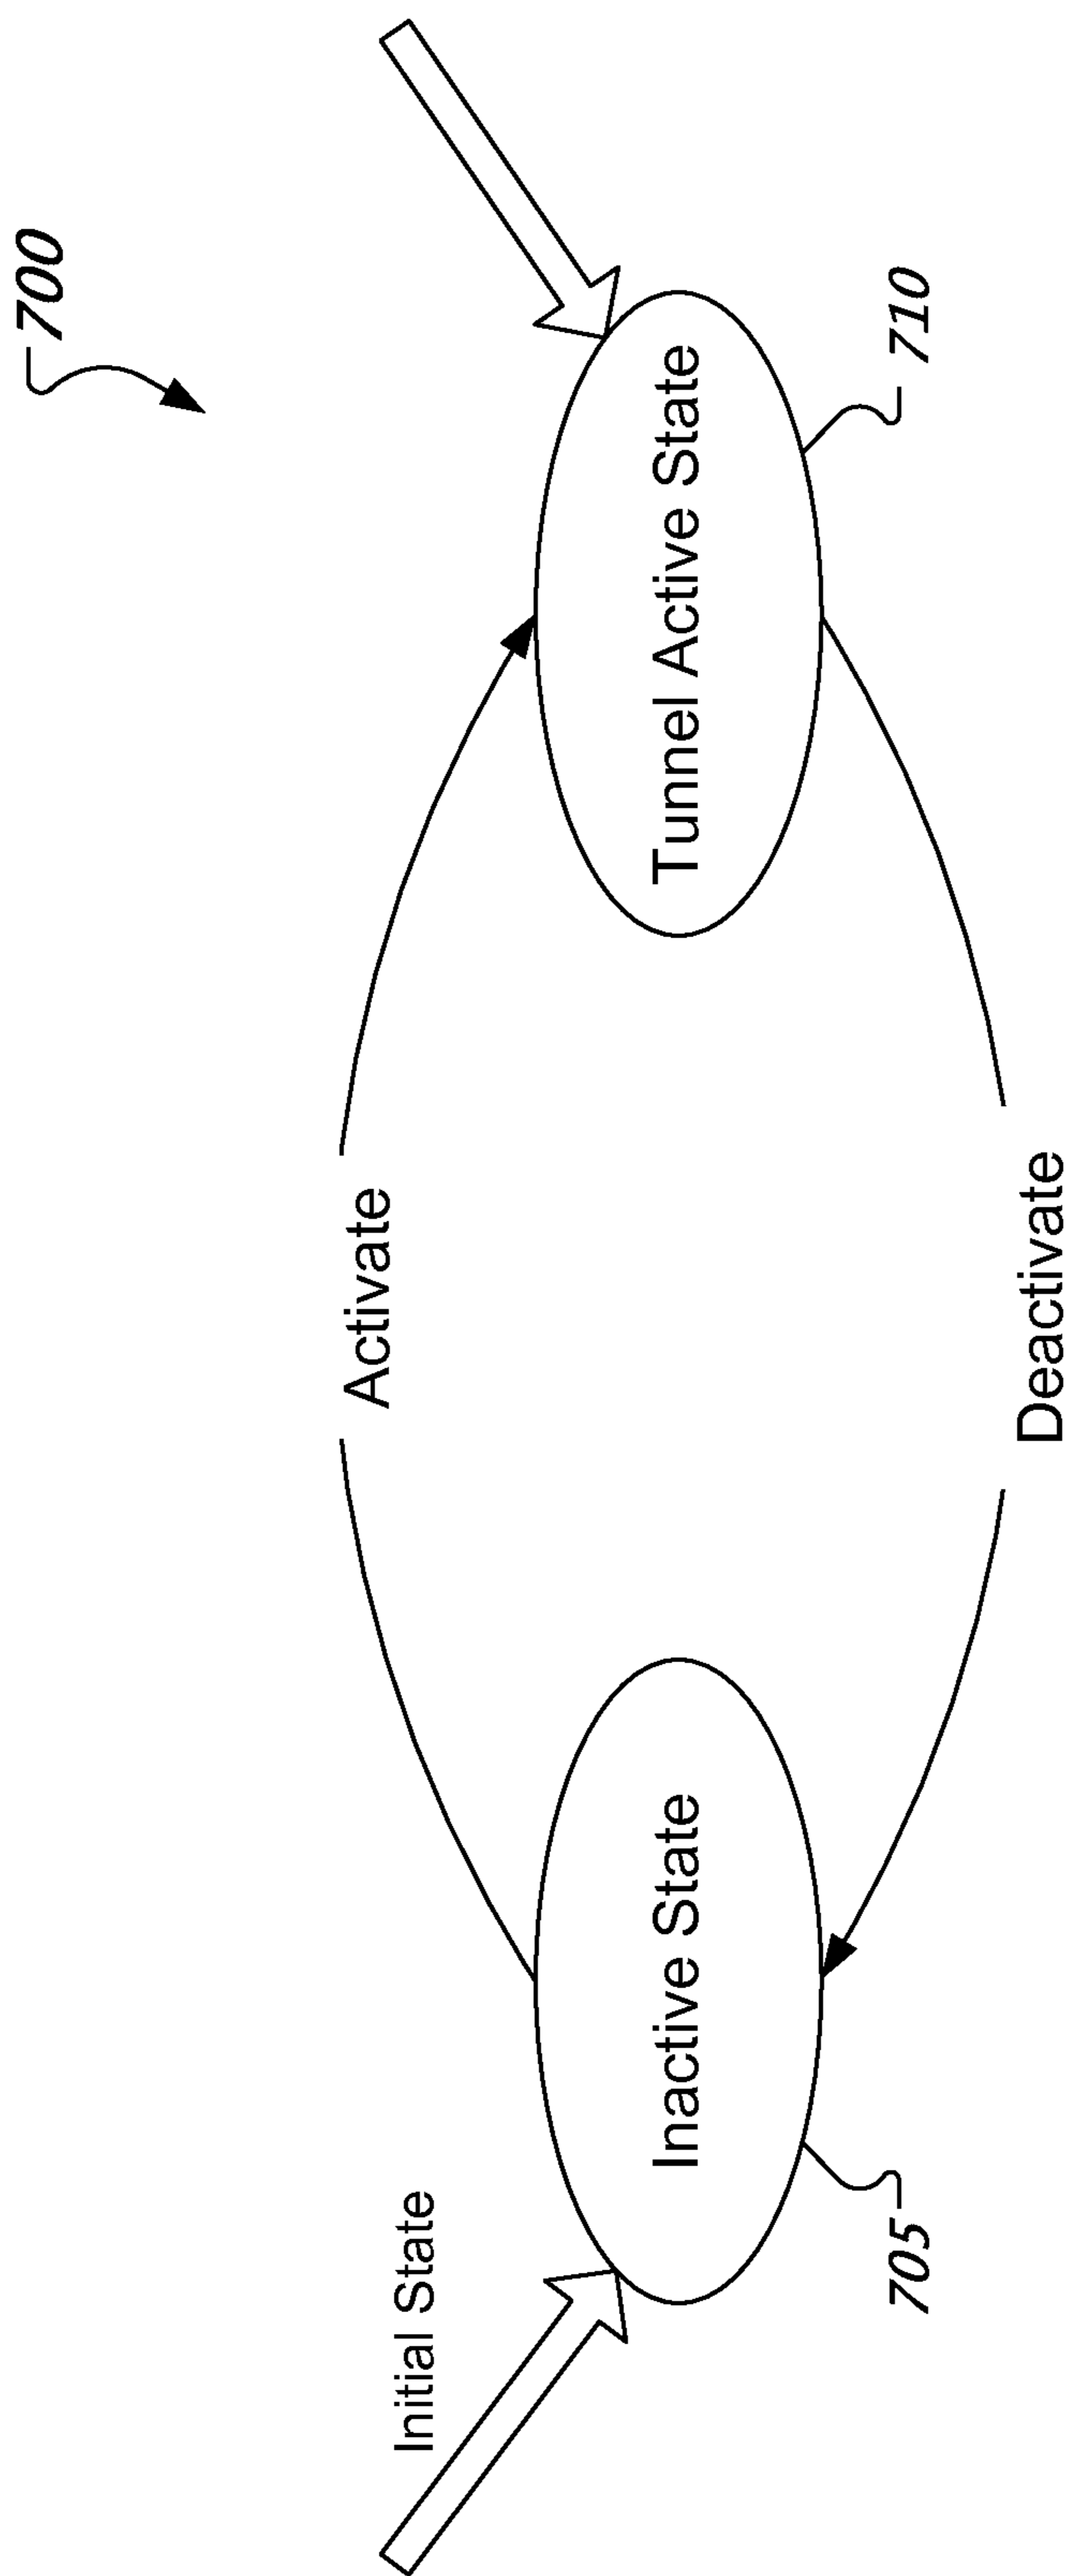 700
Activate
Initial State
Inactive State
Tunnel Active State
705
710
Deactivate